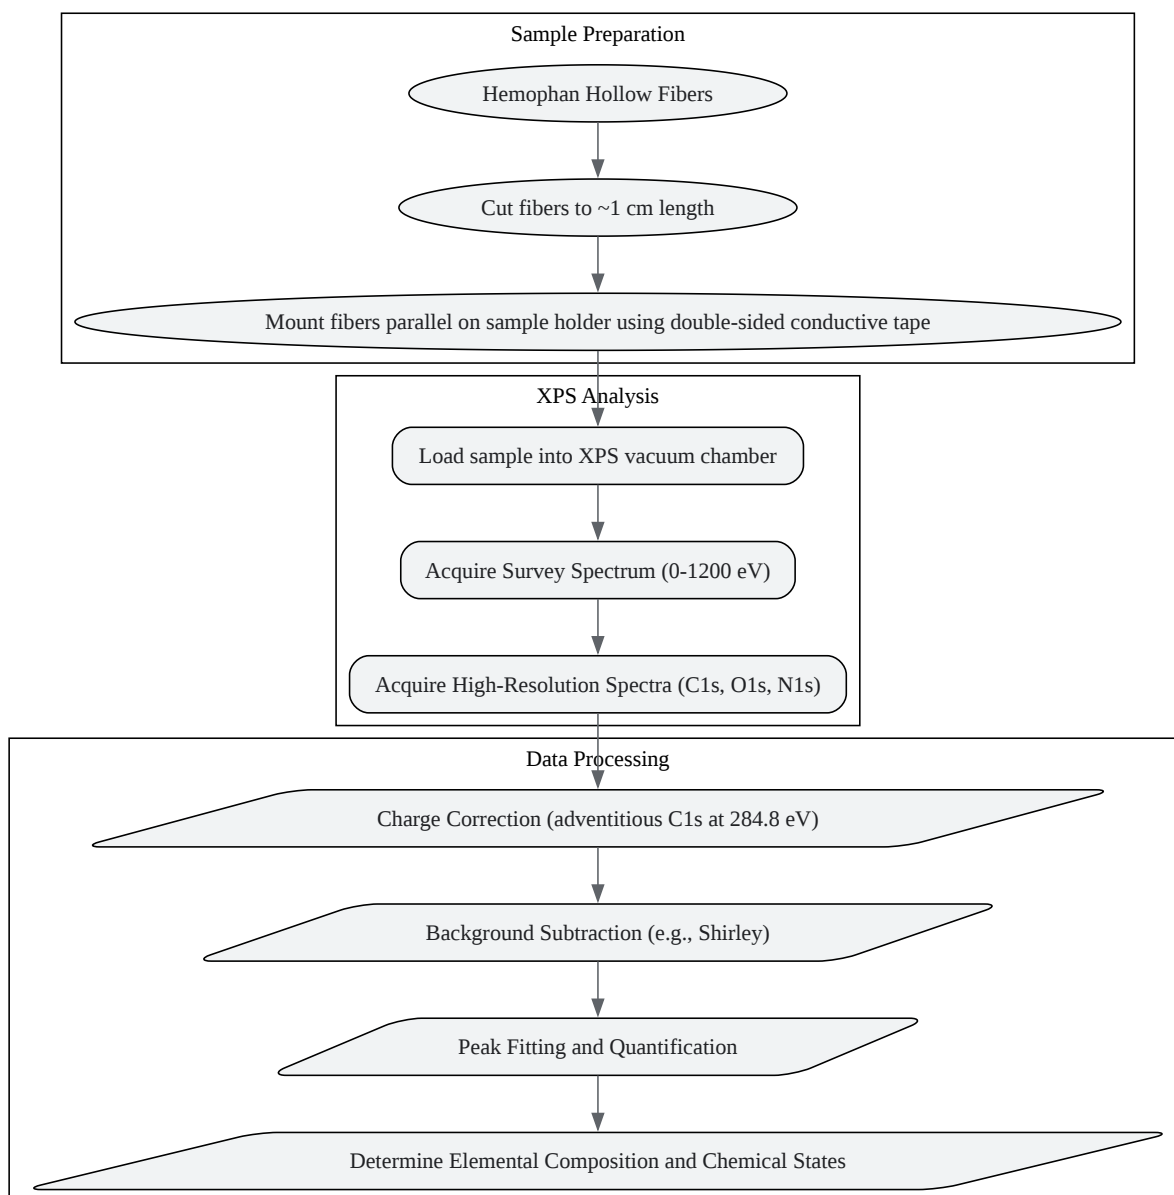 Sample Preparation
Hemophan Hollow Fibers
Cut fibers to ~1 cm length
Mount fibers parallel on sample holder using double-sided conductive tape
XPS Analysis
Load sample into XPS vacuum chamber
Acquire Survey Spectrum (0-1200 eV)
Acquire High-Resolution Spectra (C1s, O1s, N1s)
Data Processing
Charge Correction (adventitious C1s at 284.8 eV)
Background Subtraction (e.g., Shirley)
Peak Fitting and Quantification
Determine Elemental Composition and Chemical States